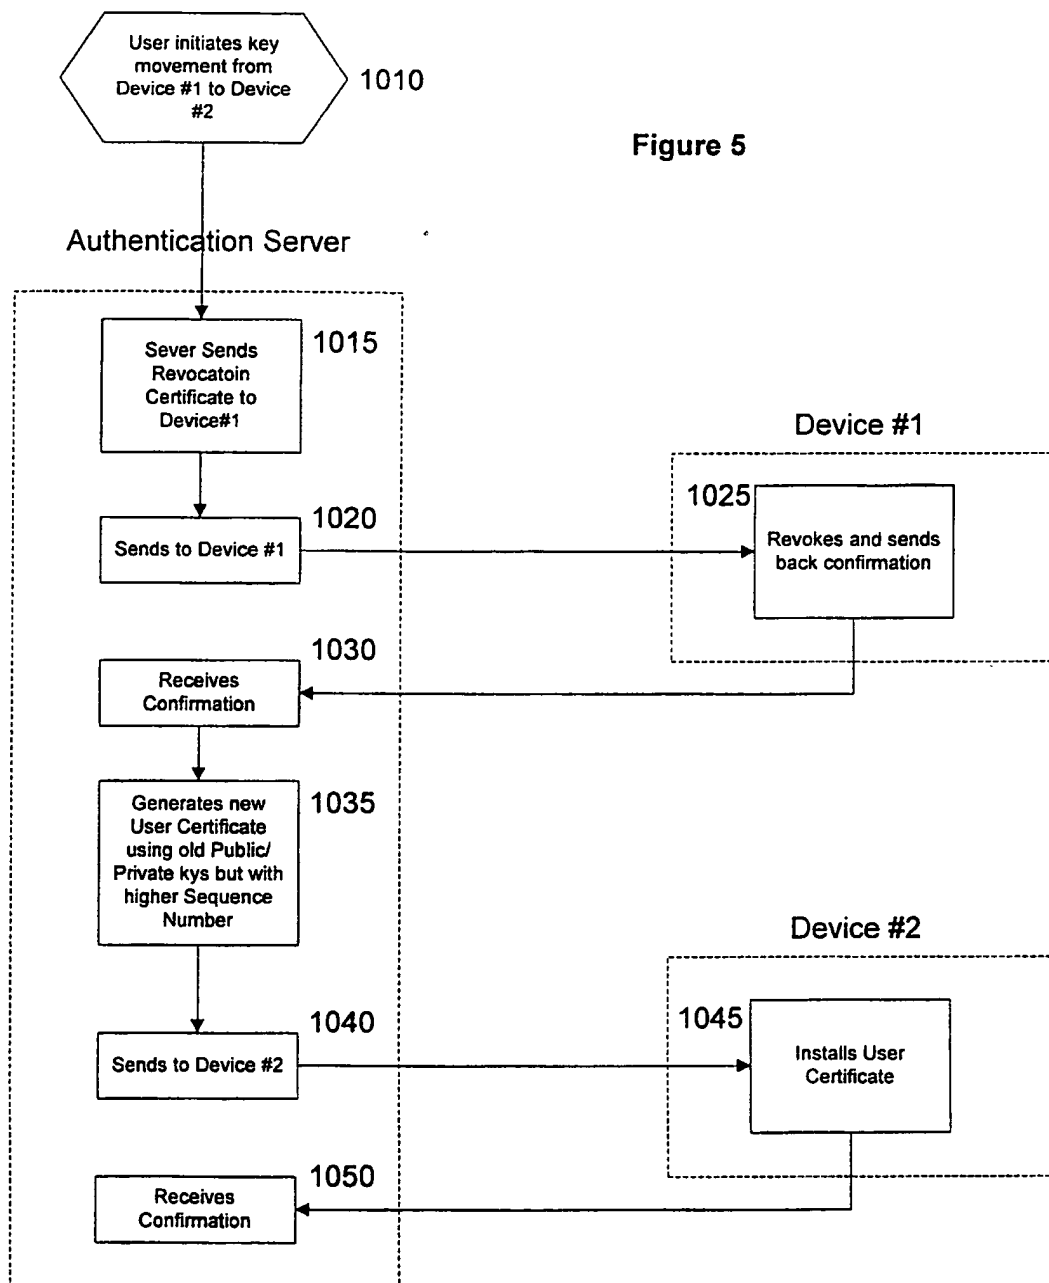 User initiates key
movement from
Device #1 to Device
#2
1010
Figure 5
Authentication Server
1015
Sever Sends
Revocatoin
Certificate to
Device#1
Device #1
1020
Sends to Device #1
1025
Revokes and sends
back confirmation
1030
Receives
Confirmation
1035
Generates new
User Certificate
using old Public/
Private kys but with
higher Sequence
Number
Device #2
1040
Sends to Device #2
1045
Installs User
Certificate
1050
Receives
Confirmation